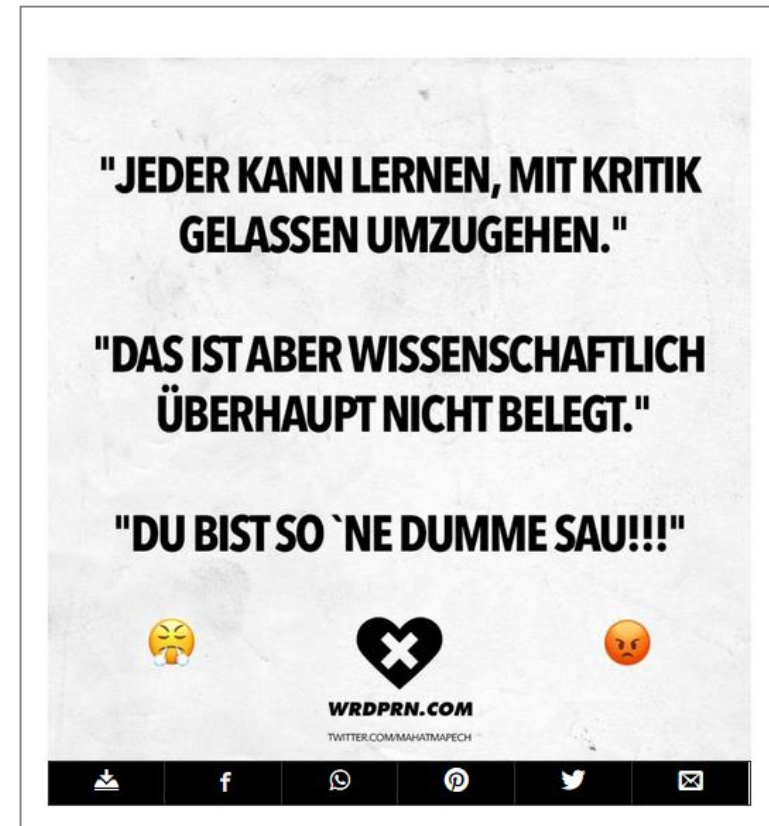 "JEDER KANN LERNEN, MIT KRITIK
GELASSEN UMZUGEHEN."
"DAS IST ABER WISSENSCHAFTLICH
ÜBERHAUPT NICHT BELEGT."
"DU BIST SO `NE DUMME SAU!!!"
WRDPRN.COM
TWITTER.COM/MAHATMAPECH